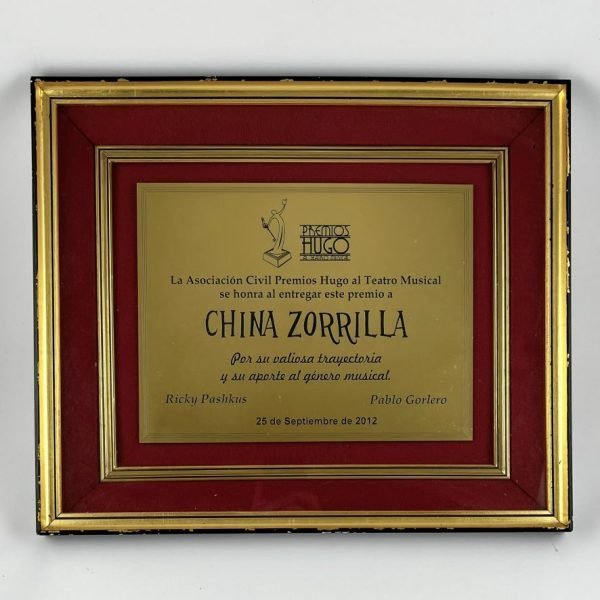 PREMIOS
HUGO
La Asociación Civil Premios Hugo al Teatro Musical
se honra al entregar este premio a
CHINA ZORRILLA
Por su valiosa trayectoria
y su aporte al género musical.
Ricky Pashkus Pablo Gorlero
25 de Septiembre de 2012